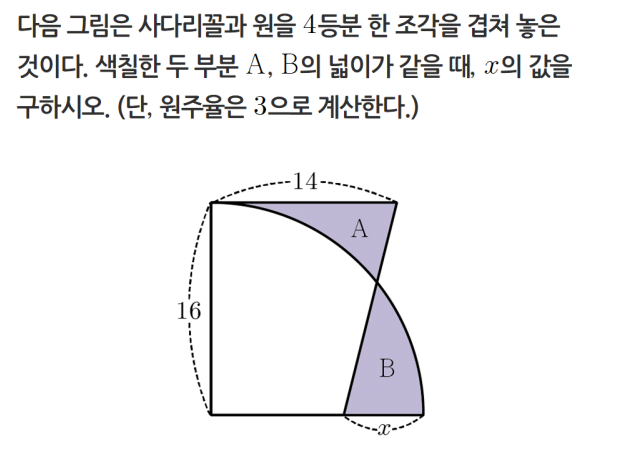 다음 그림은 사다리꼴과 원을 4등분 한 조각을 겹쳐 놓은
것이다. 색칠한 두 부분 A, B의 넓이가 같을 때, x의 값을
구하시오. (단, 원주율은 3으로 계산한다.)
14
A
16
B
x